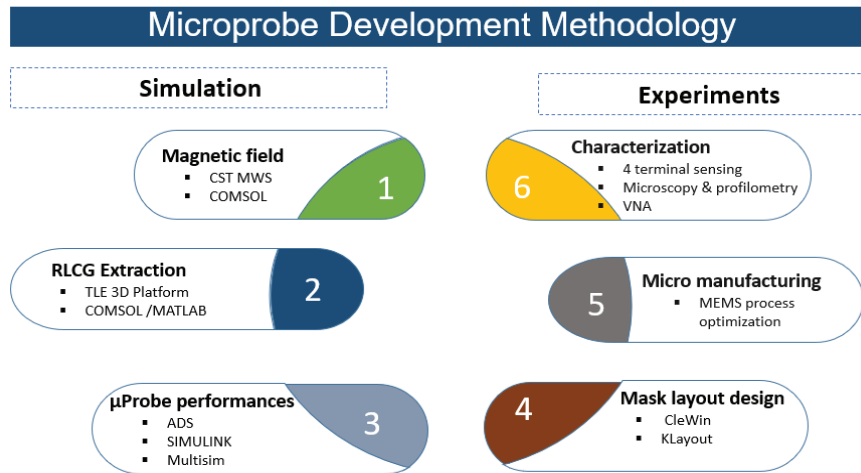 Microprobe Development Methodology
Simulation
Magnetic field
▪ CST MWS
▪ COMSOL
1
RLCG Extraction
▪ TLE 3D Platform
▪ COMSOL /MATLAB
2
µProbe performances
▪ ADS
▪ SIMULINK
▪ Multisim
3
Experiments
Characterization
▪ 4 terminal sensing
▪ Microscopy & profilometry
▪ VNA
6
Micro manufacturing
▪ MEMS process
optimization
5
Mask layout design
▪ CleWin
▪ KLayout
4